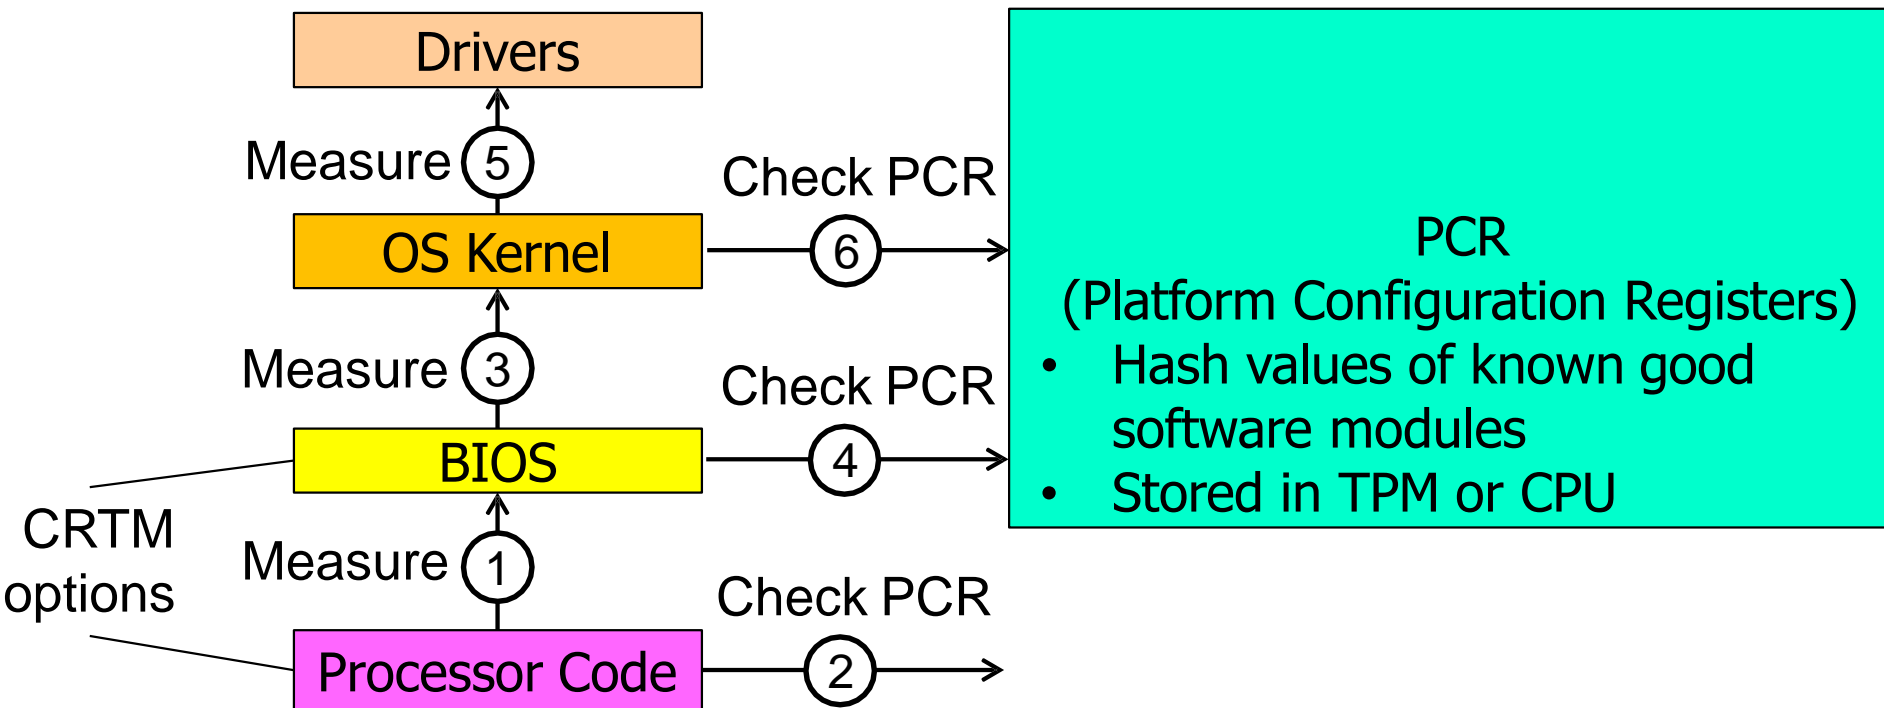 Drivers
Measure 5
Check PCR
OS Kernel
6
PCR
(Platform Configuration Registers)
• Hash values of known good
software modules
• Stored in TPM or CPU
Measure 3
Check PCR
BIOS
4
CRTM
options
Measure 1
Check PCR
Processor Code
2